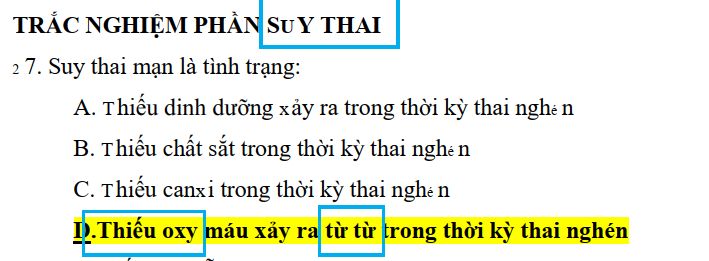 TRẮC NGHIỆM PHẦN SUY THAI
27. Suy thai mạn là tình trạng:
A. Thiếu dinh dưỡng xảy ra trong thời kỳ thai nghén
B. Thiếu chất sắt trong thời kỳ thai nghén
C. Thiếu canxi trong thời kỳ thai nghén
D.Thiếu oxy máu xảy ra từ từ trong thời kỳ thai nghén